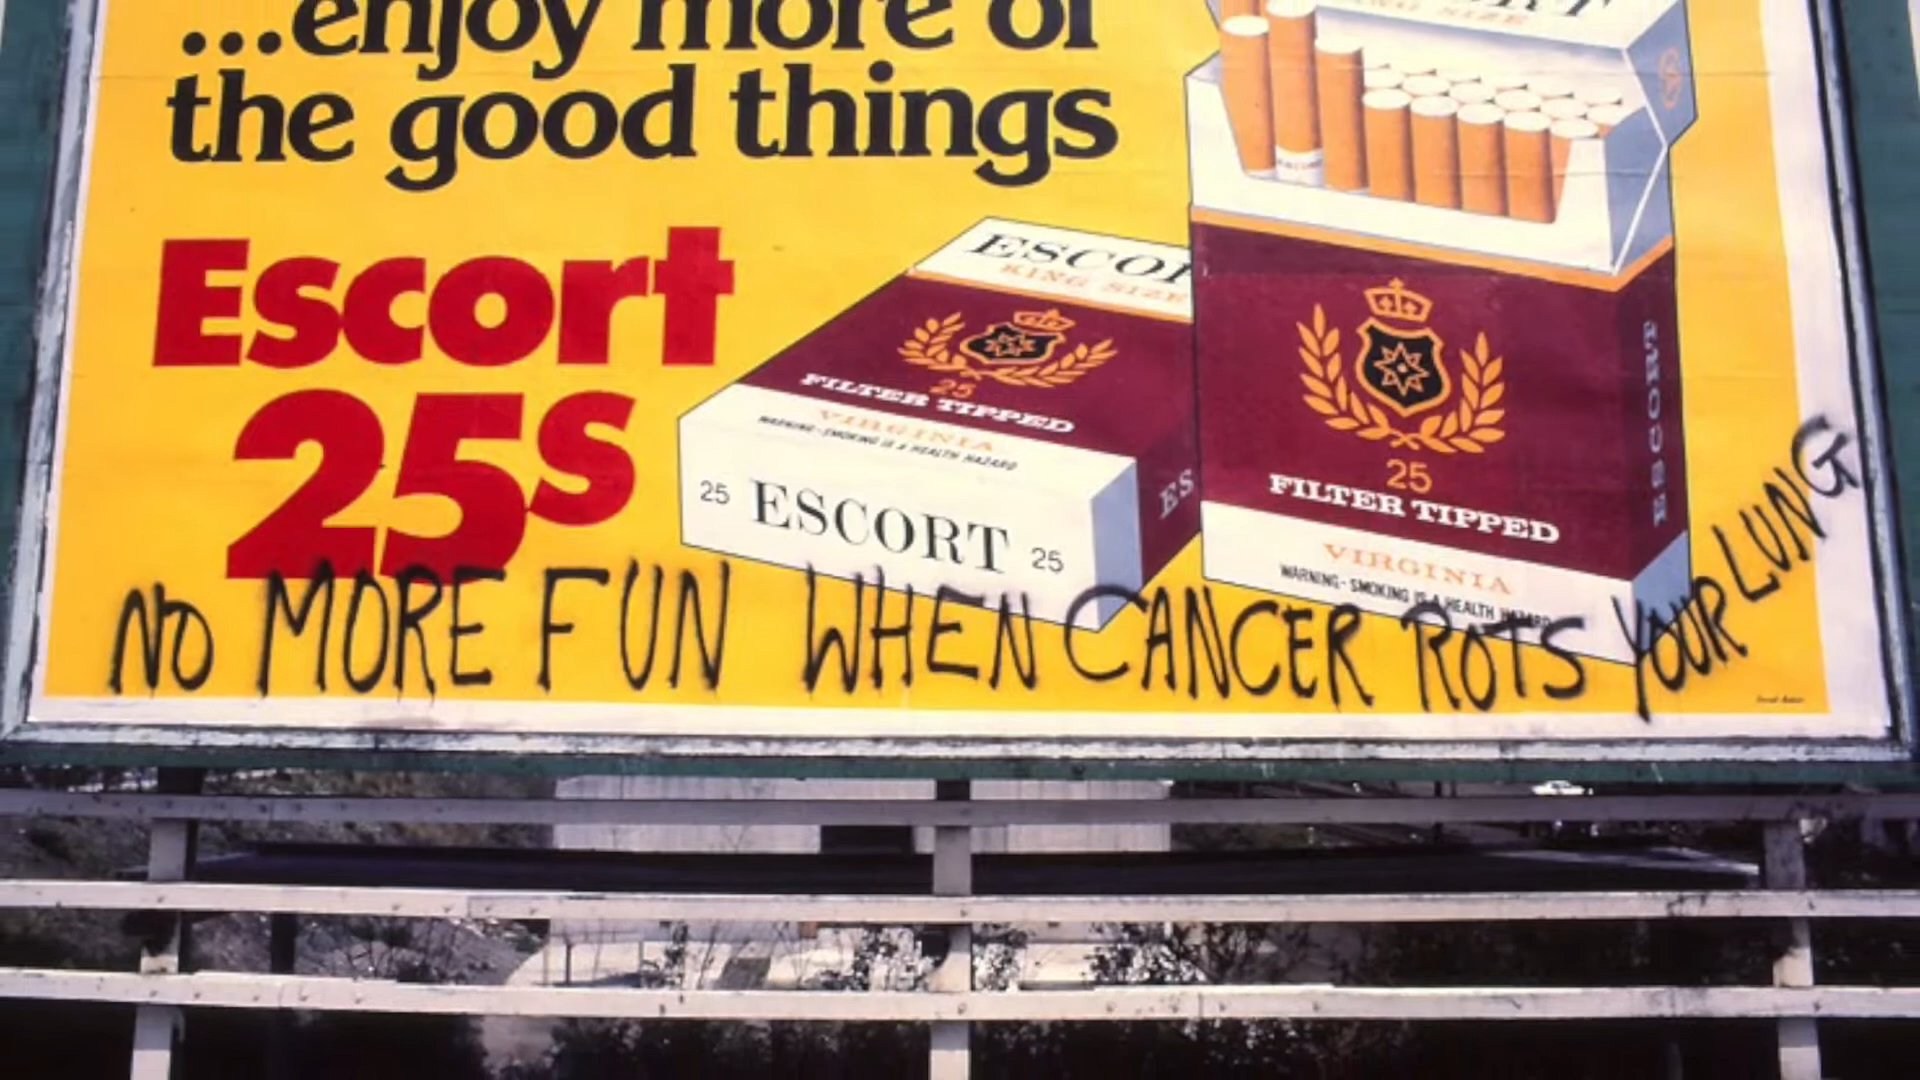 ...enjoy more of
the good things
Escort
25s
ESCORT
KING SIZE
25
FILTER TIPPED
VIRGINIA
WARNING-SMOKING IS A HEALTH HAZARD
25 ESCORT 25
ES
KING SIZE
ESCORT
25
FILTER TIPPED
VIRGINIA
WARNING-SMOKING IS A HEALTH HAZARD
NO MORE FUN WHEN CANCER ROTS YOUR LUNG